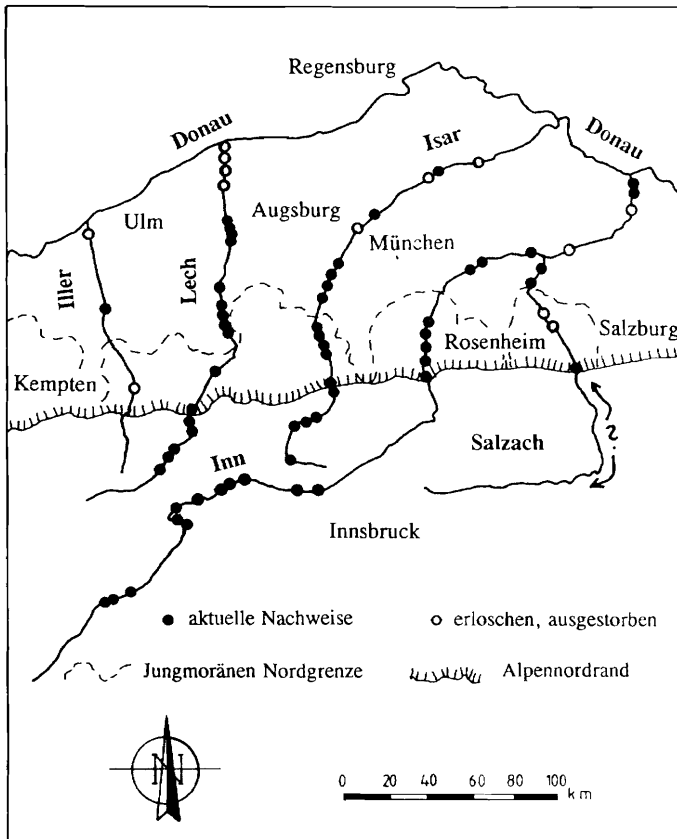 Regensburg
Donau
Isar
Donau
Ulm
Augsburg
München
Iller
Lech
Rosenheim
Salzburg
Kempten
Inn
Salzach
?
Innsbruck
aktuelle Nachweise
erloschen, ausgestorben
Jungmoränen Nordgrenze
Alpennordrand
N
0 20 40 60 80 100
km